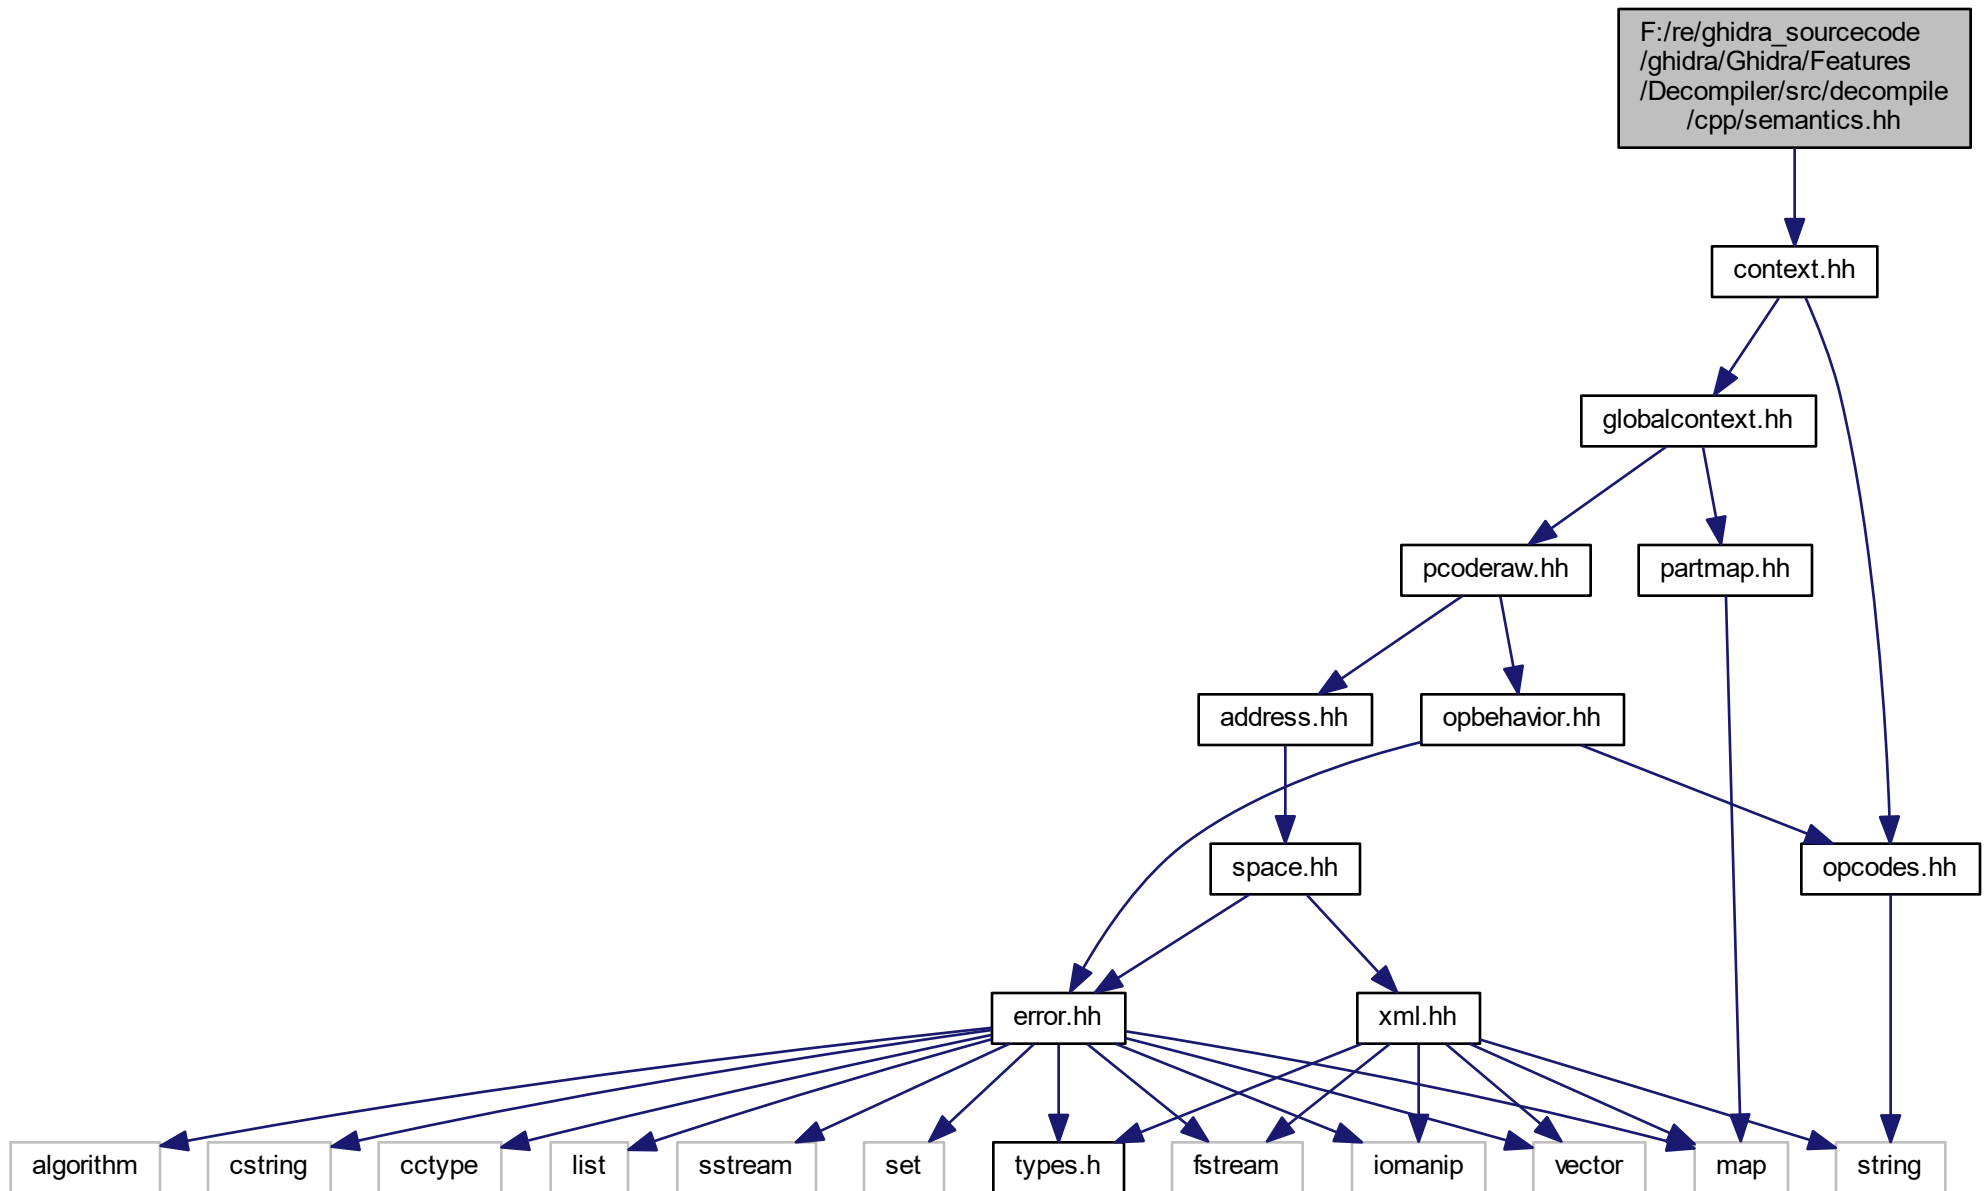 F:/re/ghidra_sourcecode
/ghidra/Ghidra/Features
/Decompiler/src/decompile
/cpp/semantics.hh
context.hh
globalcontext.hh
pcoderaw.hh
partmap.hh
address.hh
opbehavior.hh
space.hh
opcodes.hh
error.hh
xml.hh
algorithm
cstring
cctype
list
sstream
set
types.h
fstream
iomanip
vector
map
string